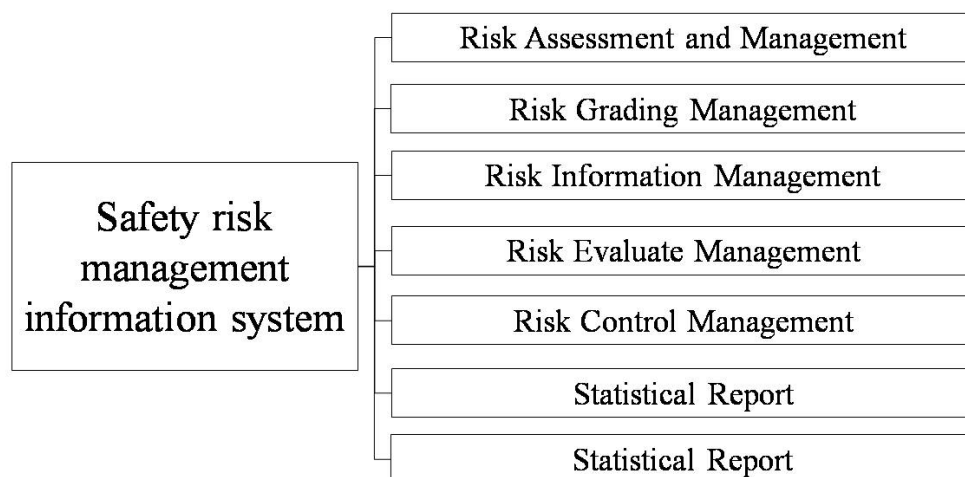 Safety risk
management
information system
Risk Assessment and Management
Risk Grading Management
Risk Information Management
Risk Evaluate Management
Risk Control Management
Statistical Report
Statistical Report